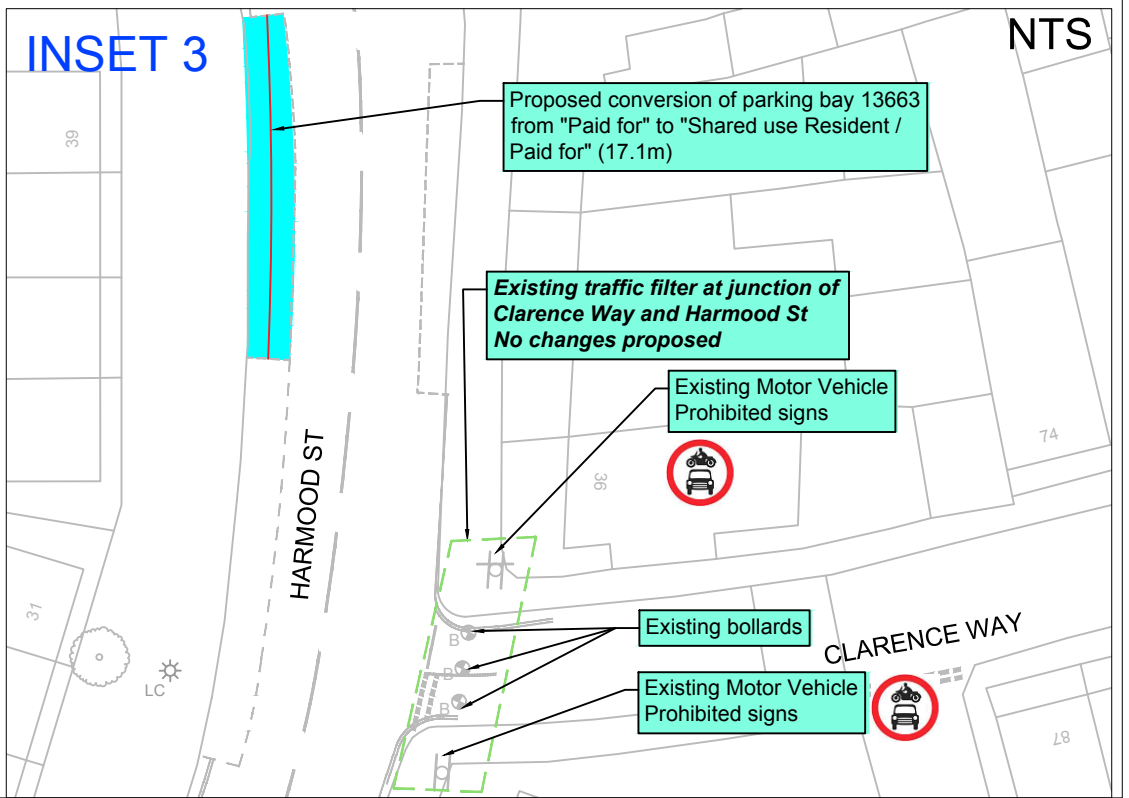 INSET 3
NTS
Proposed conversion of parking bay 13663
from "Paid for" to "Shared use Resident /
Paid for" (17.1m)
39
Existing traffic filter at junction of
Clarence Way and Harmood St
No changes proposed
Existing Motor Vehicle
Prohibited signs
74
36
HARMOOD ST
31
LC
B
B
B
Existing bollards
CLARENCE WAY
Existing Motor Vehicle
Prohibited signs
87